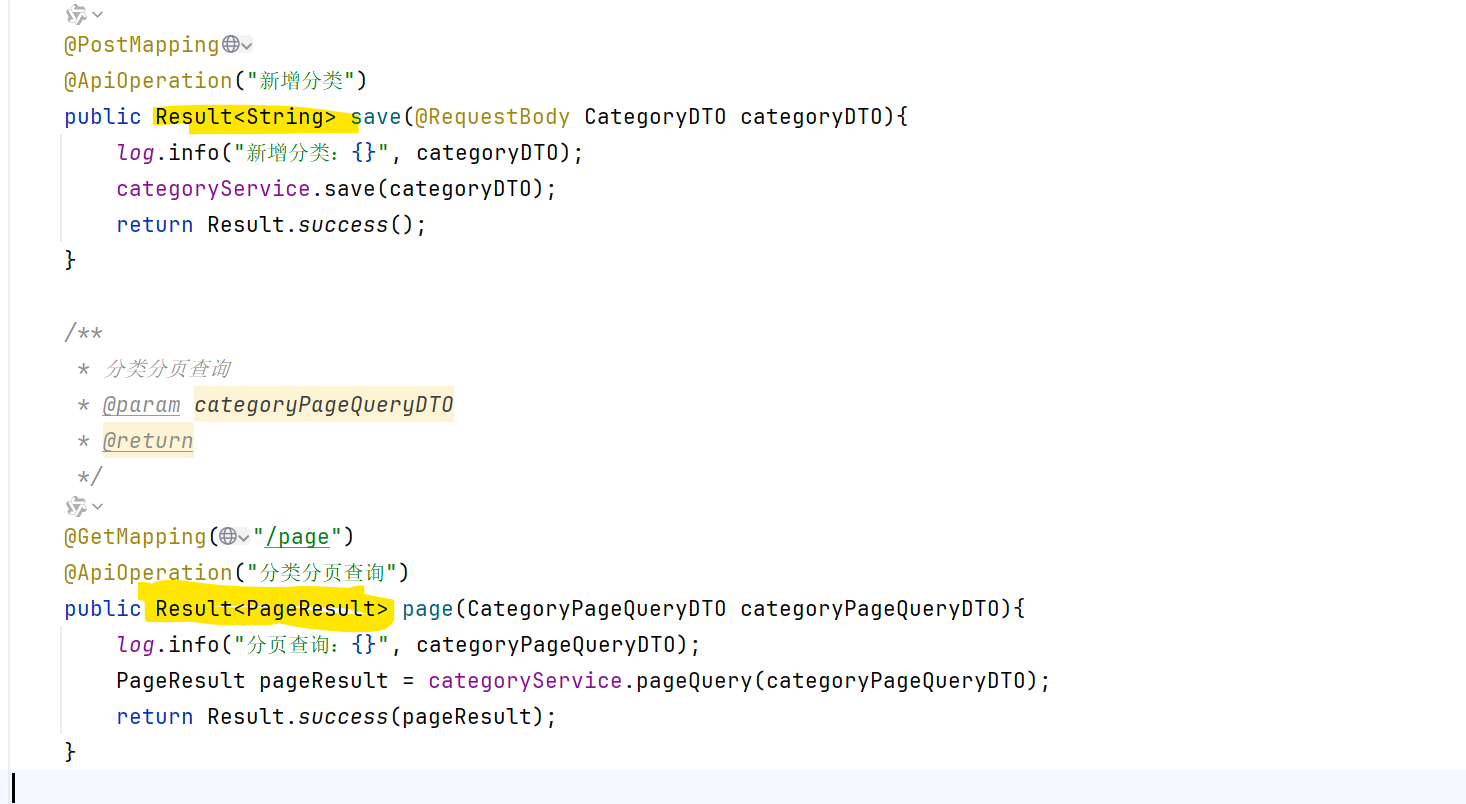 @PostMapping
@ApiOperation("新增分类")
public Result<String> save(@RequestBody CategoryDTO categoryDTO){
log.info("新增分类：{}", categoryDTO);
categoryService.save(categoryDTO);
return Result.success();
}
/**
* 分类分页查询
* @param categoryPageQueryDTO
* @return
*/
@GetMapping("/page")
@ApiOperation("分类分页查询")
public Result<PageResult> page(CategoryPageQueryDTO categoryPageQueryDTO){
log.info("分页查询：{}", categoryPageQueryDTO);
PageResult pageResult = categoryService.pageQuery(categoryPageQueryDTO);
return Result.success(pageResult);
}